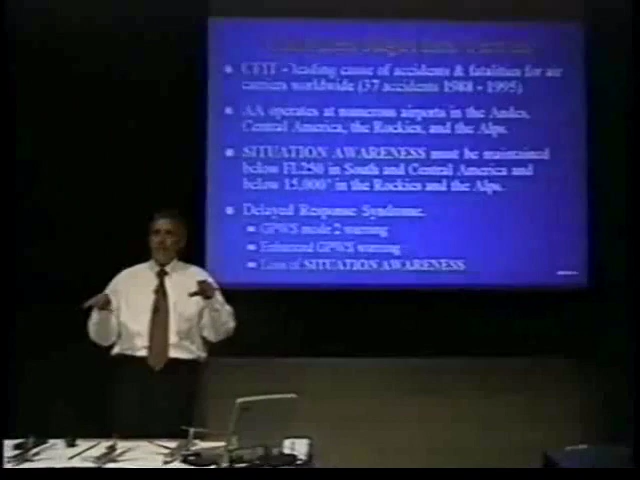 CFIT - leading cause of accidents & fatalities for air
carriers worldwide (37 accidents 1988 - 1995)
AA operates at numerous airports in the Andes,
Central America, the Rockies, and the Alps.
SITUATION AWARENESS must be maintained
below FL250 in South and Central America and
below 15,000' in the Rockies and the Alps.
Delayed Response Syndrome.
GPWS mode 2 warning
Enhanced GPWS warning
Loss of SITUATION AWARENESS